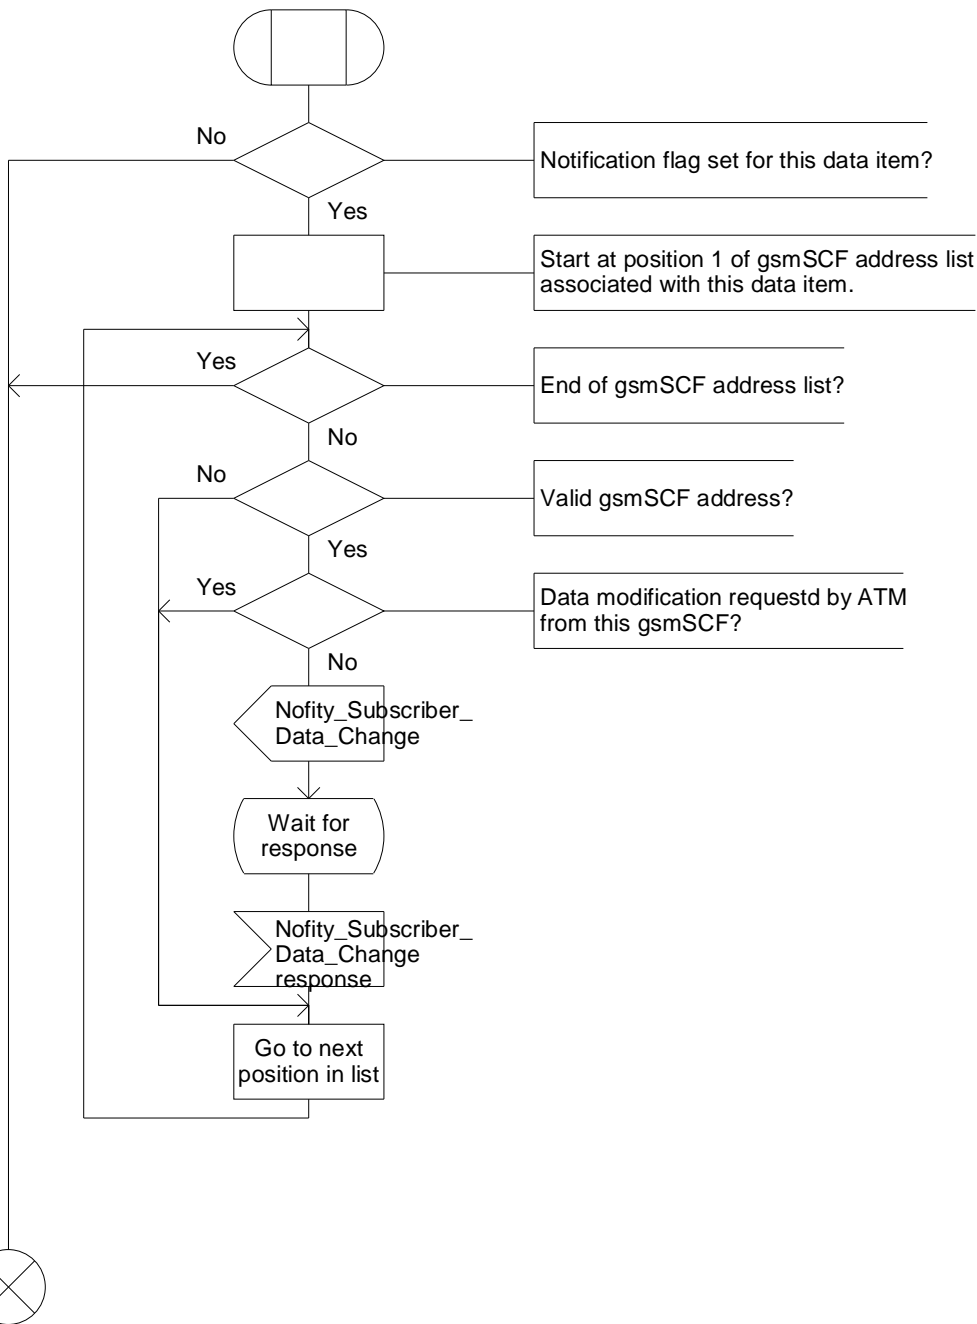 No
Notification flag set for this data item?
Yes
Start at position 1 of gsmSCF address list
associated with this data item.
Yes
End of gsmSCF address list?
No
No
Valid gsmSCF address?
Yes
Yes
Data modification requestd by ATM
from this gsmSCF?
No
Nofity_Subscriber_
Data_Change
Wait for
response
Nofity_Subscriber_
Data_Change
response
Go to next
position in list